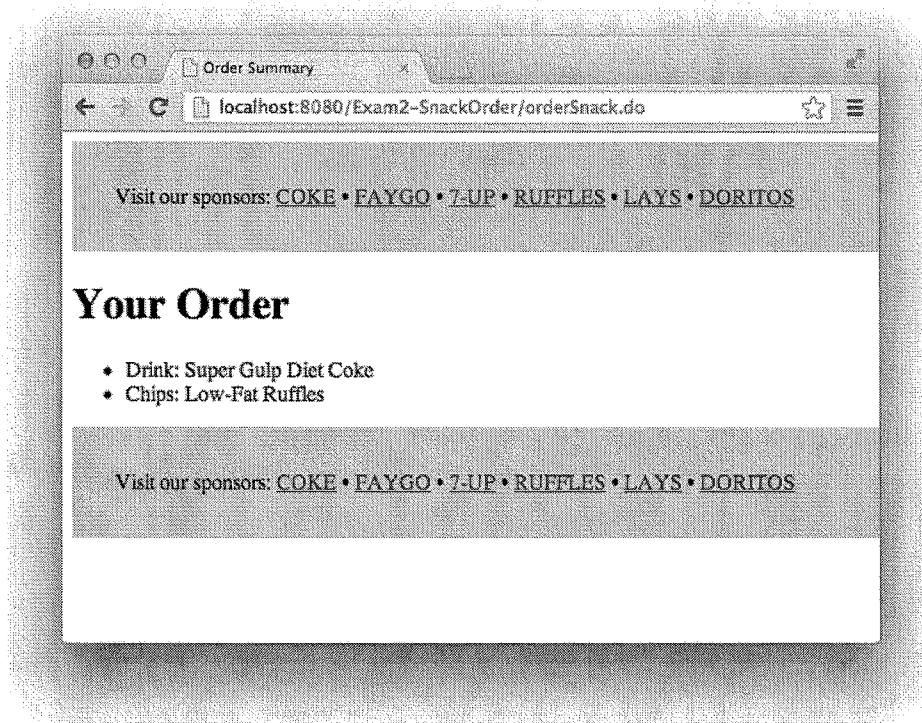 Order Summary
localhost:8080/Exam2-SnackOrder/orderSnack.do
Visit our sponsors: COKE • FAYGO • 7-UP • RUFFLES • LAYS • DORITOS
Your Order
• Drink: Super Gulp Diet Coke
• Chips: Low-Fat Ruffles
Visit our sponsors: COKE • FAYGO • 7-UP • RUFFLES • LAYS • DORITOS